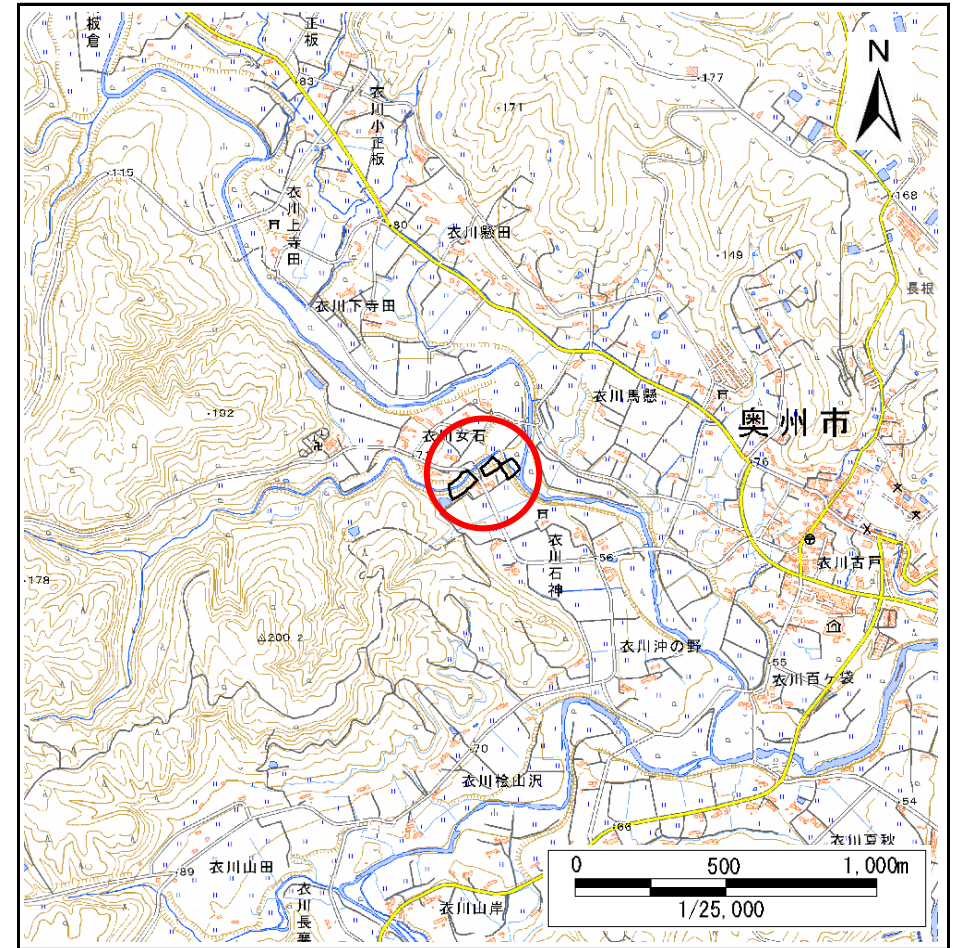 板倉
正板
N
177
83
171
衣川小正板
115
168
衣川上寺田
80
衣川懸田
149
長根
衣川下寺田
衣川馬懸
192
奥州市
衣川女石
71
76
衣川石神
56
衣川古戸
178
200.2
衣川沖の野
55
衣川百ヶ袋
70
衣川桧山沢
54
衣川夏秋
66
89
衣川山田
衣川長
衣川山岸
0 500 1,000m
1/25,000